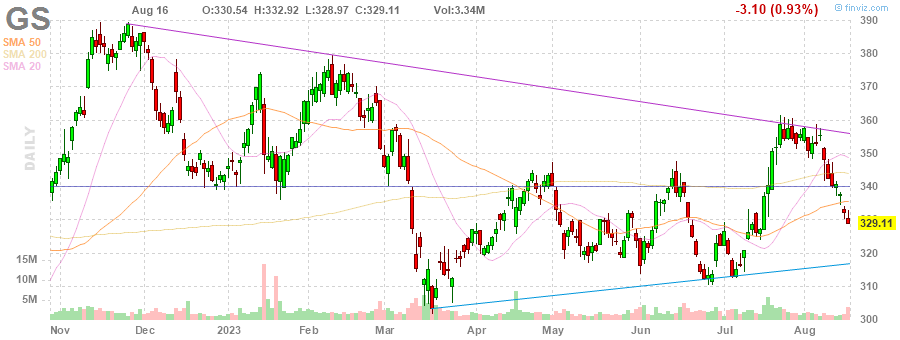 GS Aug 16 O:330.54 H:332.92 L:328.97 C:329.11 Vol:3.34M -3.10 (0.93%) @ finviz.com
SMA 50
SMA 200
SMA 20
DAILY
390
380
370
360
350
340
330
329.11
320
310
300
15M
10M
5M
Nov Dec 2023 Feb Mar Apr May Jun Jul Aug